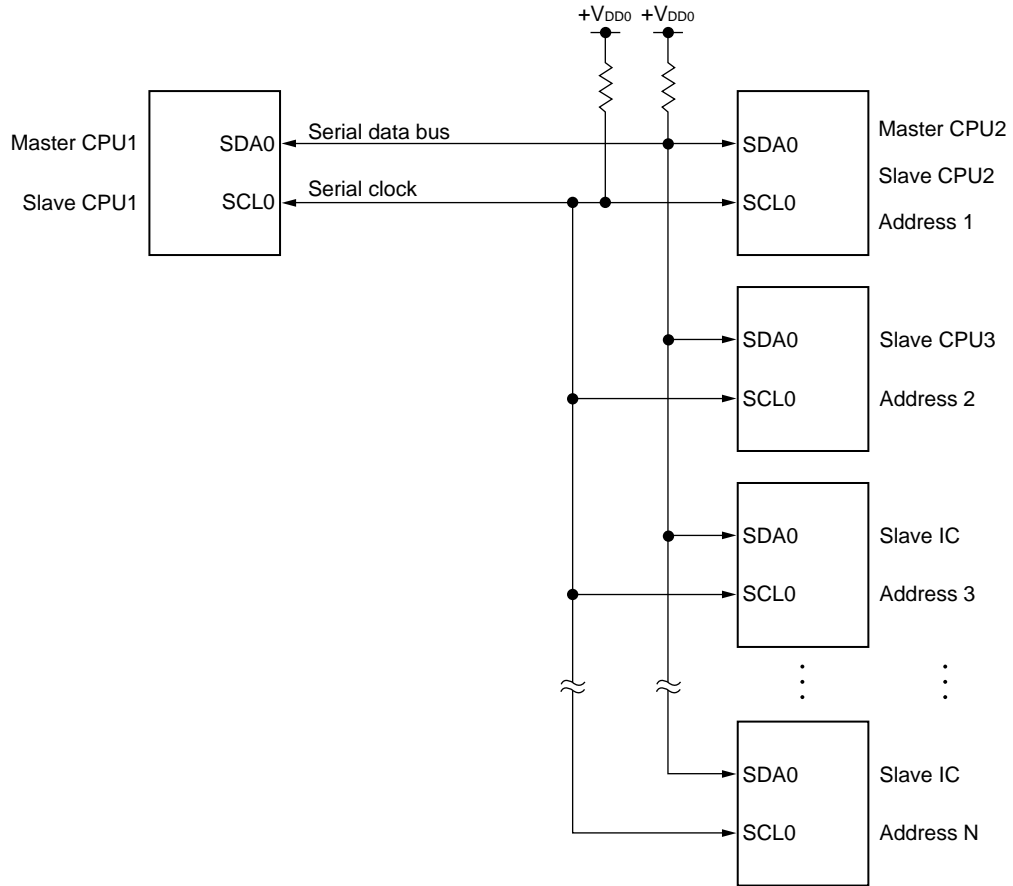 +VDD0 +VDD0
Master CPU1
Slave CPU1
SDA0
SCL0
Serial data bus
Serial clock
SDA0
SCL0
Master CPU2
Slave CPU2
Address 1
SDA0
SCL0
Slave CPU3
Address 2
SDA0
SCL0
Slave IC
Address 3
SDA0
SCL0
Slave IC
Address N